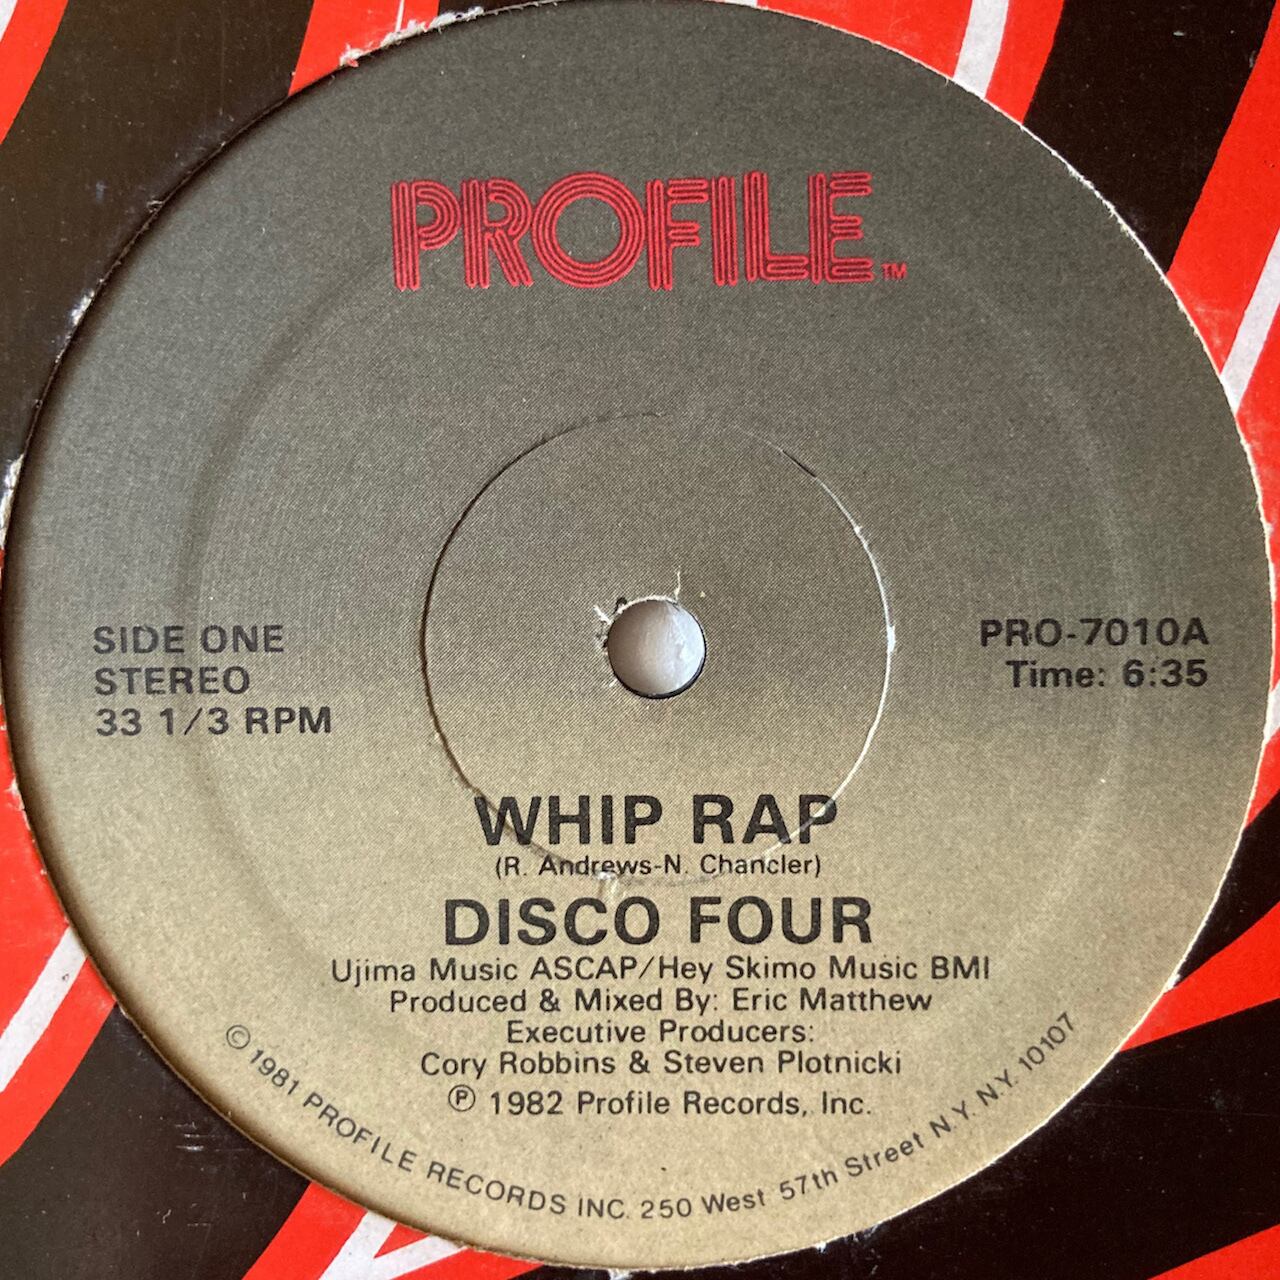 PROFILE™
SIDE ONE
STEREO
33 1/3 RPM
PRO-7010A
Time: 6:35
WHIP RAP
(R. Andrews-N. Chancler)
DISCO FOUR
Ujima Music ASCAP/Hey Skimo Music BMI
Produced & Mixed By: Eric Matthew
Executive Producers:
Cory Robbins & Steven Plotnicki
℗ 1982 Profile Records, Inc.
© 1981 PROFILE RECORDS INC. 250 West 57th Street N.Y. N.Y. 10107